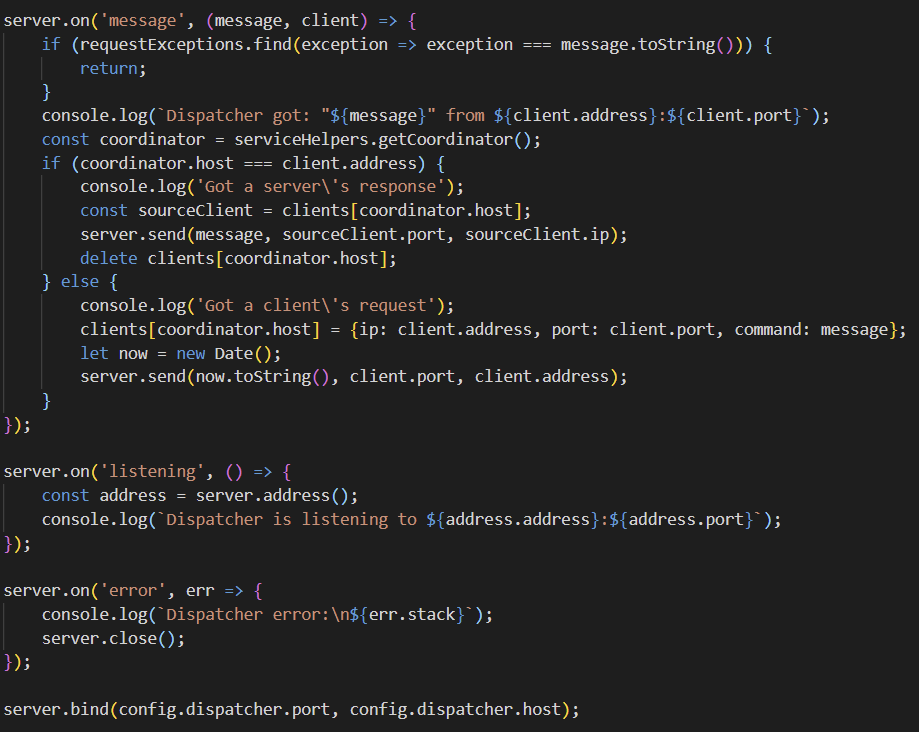 server.on('message', (message, client) => {
    if (requestExceptions.find(exception => exception === message.toString())) {
        return;
    }
    console.log(`Dispatcher got: "${message}" from ${client.address}:${client.port}`);
    const coordinator = serviceHelpers.getCoordinator();
    if (coordinator.host === client.address) {
        console.log('Got a server\'s response');
        const sourceClient = clients[coordinator.host];
        server.send(message, sourceClient.port, sourceClient.ip);
        delete clients[coordinator.host];
    } else {
        console.log('Got a client\'s request');
        clients[coordinator.host] = {ip: client.address, port: client.port, command: message};
        let now = new Date();
        server.send(now.toString(), client.port, client.address);
    }
});

server.on('listening', () => {
    const address = server.address();
    console.log(`Dispatcher is listening to ${address.address}:${address.port}`);
});

server.on('error', err => {
    console.log(`Dispatcher error:\n${err.stack}`);
    server.close();
});

server.bind(config.dispatcher.port, config.dispatcher.host);